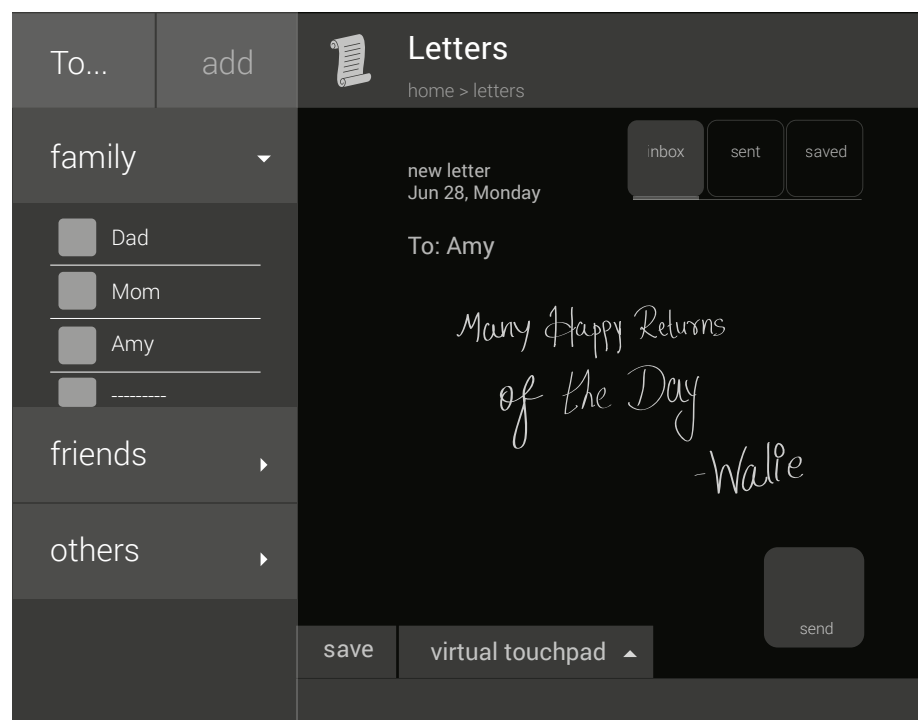 To... add
Letters
home > letters
family
Dad
Mom
Amy
---------
friends
others
inbox sent saved
new letter
Jun 28, Monday
To: Amy
Many Happy Returns
of the Day
-Walie
send
save virtual touchpad